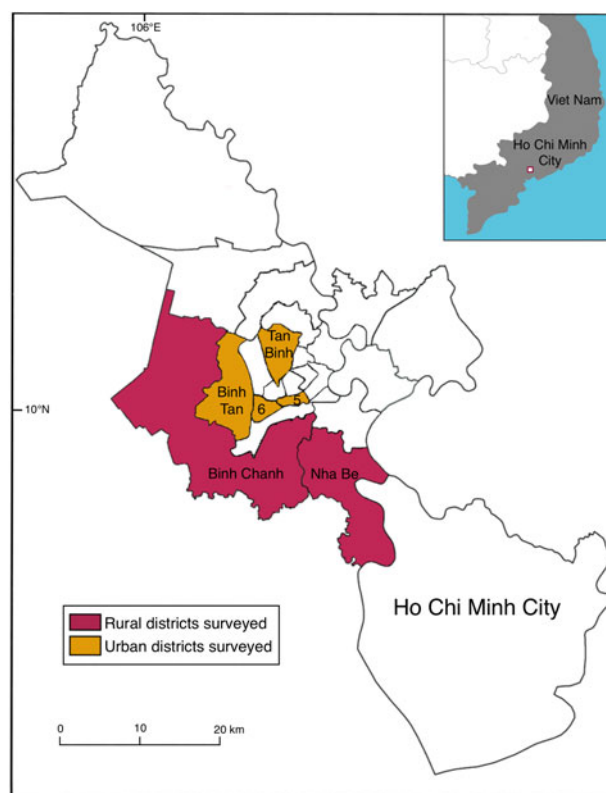 106°E
Viet Nam
Ho Chi Minh
City
Tan
Binh
Binh
Tan
6
5
10°N
Binh Chanh
Nha Be
Ho Chi Minh City
Rural districts surveyed
Urban districts surveyed
0 10 20 km